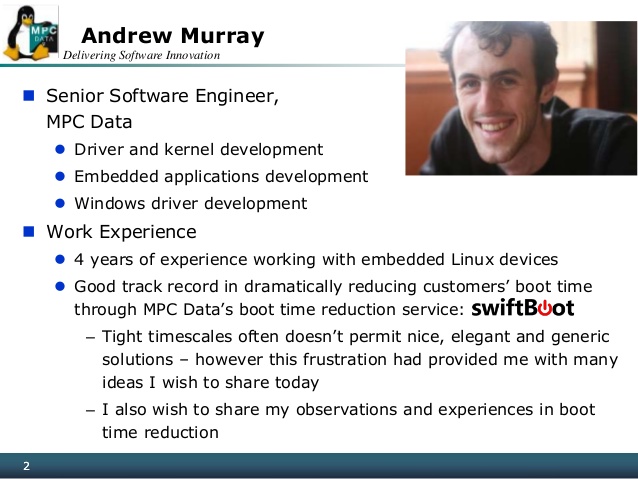 MPC
DATA
Andrew Murray
Delivering Software Innovation
Senior Software Engineer,
MPC Data
Driver and kernel development
Embedded applications development
Windows driver development
Work Experience
4 years of experience working with embedded Linux devices
Good track record in dramatically reducing customers’ boot time
through MPC Data’s boot time reduction service: swiftBoot
– Tight timescales often doesn’t permit nice, elegant and generic
solutions – however this frustration had provided me with many
ideas I wish to share today
– I also wish to share my observations and experiences in boot
time reduction
2